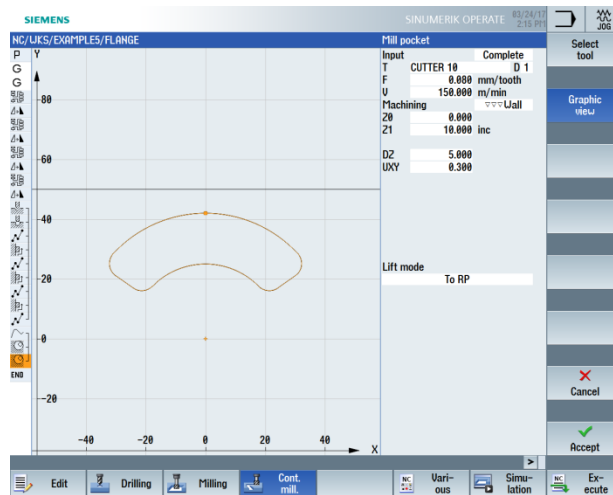 SIEMENS
SINUMERIK OPERATE 03/24/17 2:15 PM
JOG
NC/WKS/EXAMPLES/FLANGE
Mill pocket
Select tool
P Y
G
G
Input Complete
T CUTTER 10 D 1
F 0.080 mm/tooth
V 150.000 m/min
Machining ▽▽▽Wall
Z0 0.000
Z1 10.000 inc
DZ 5.000
UXY 0.300
Graphic view
80
60
40
20
0
-20
-40 -20 0 20 40 X
END
Lift mode
To RP
Cancel
Accept
>
Edit Drilling Milling Cont. mill. NC Vari- ous Simu- lation NC Ex- ecute